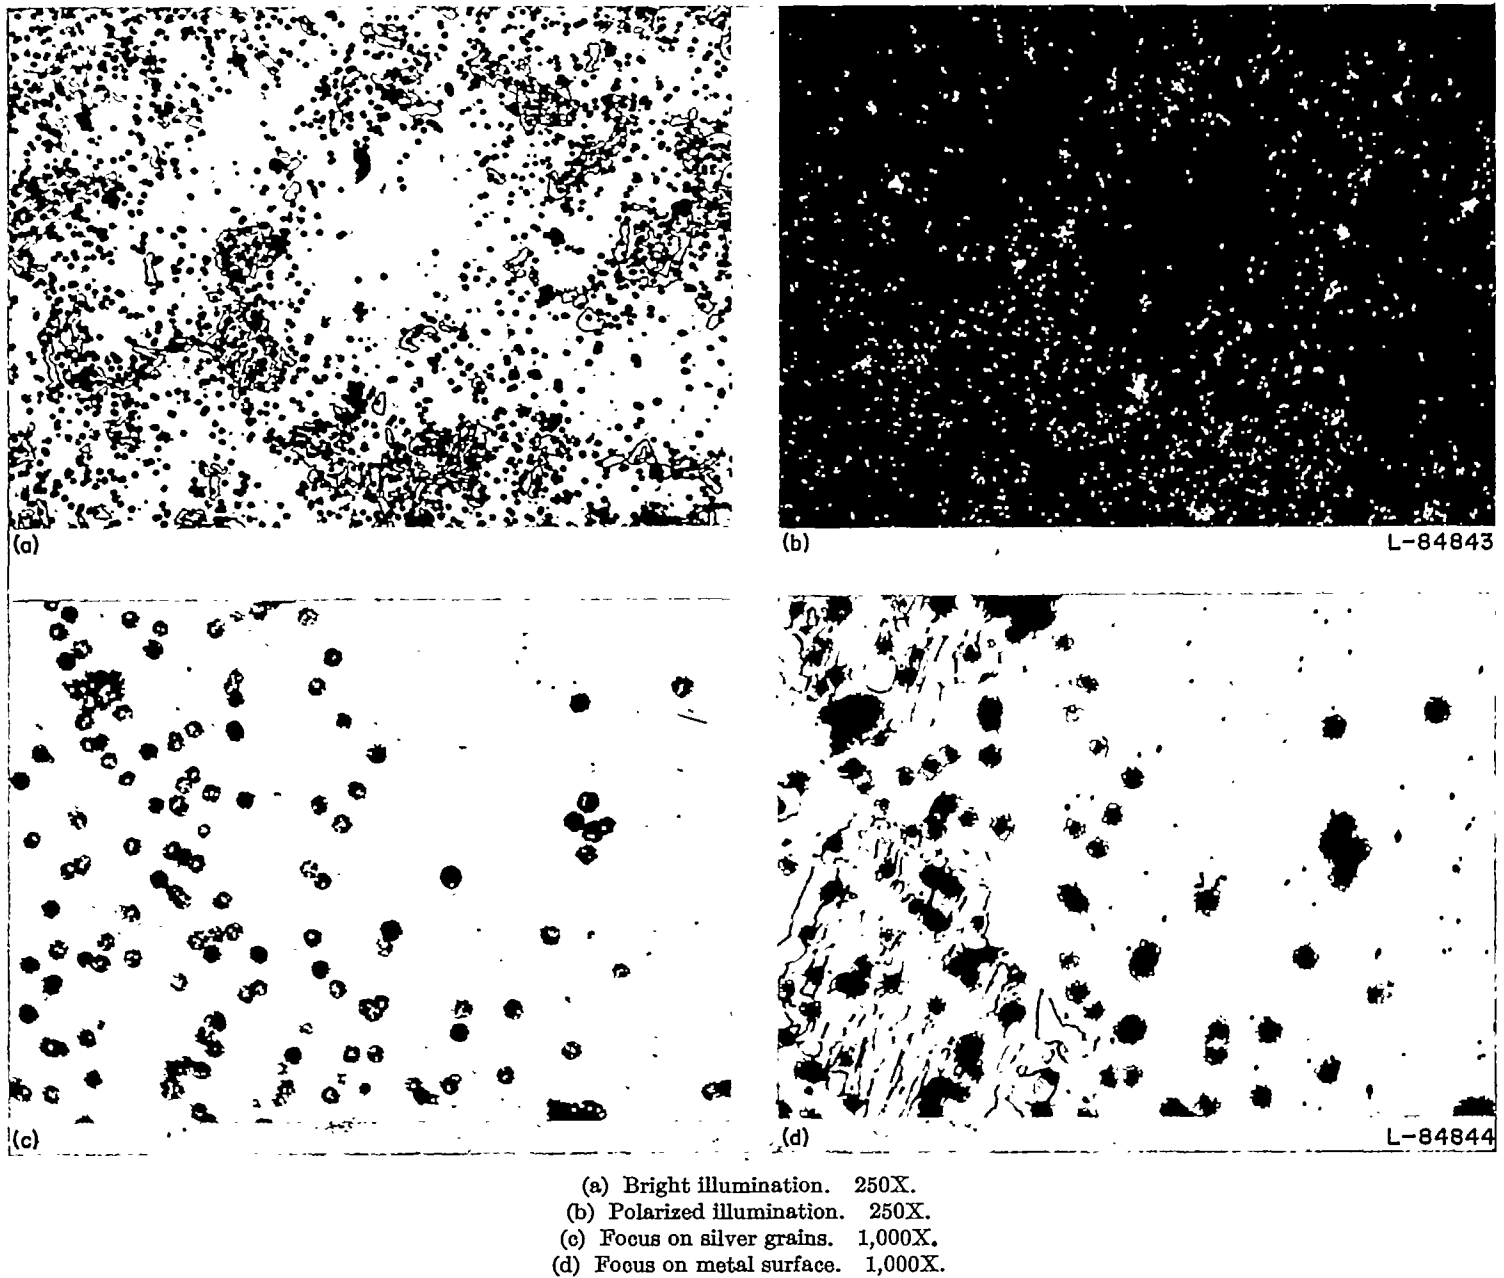 (a)
(b)
L-84843
(c)
(d)
L-84844
(a) Bright illumination. 250X.
(b) Polarized illumination. 250X.
(c) Focus on silver grains. 1,000X.
(d) Focus on metal surface. 1,000X.